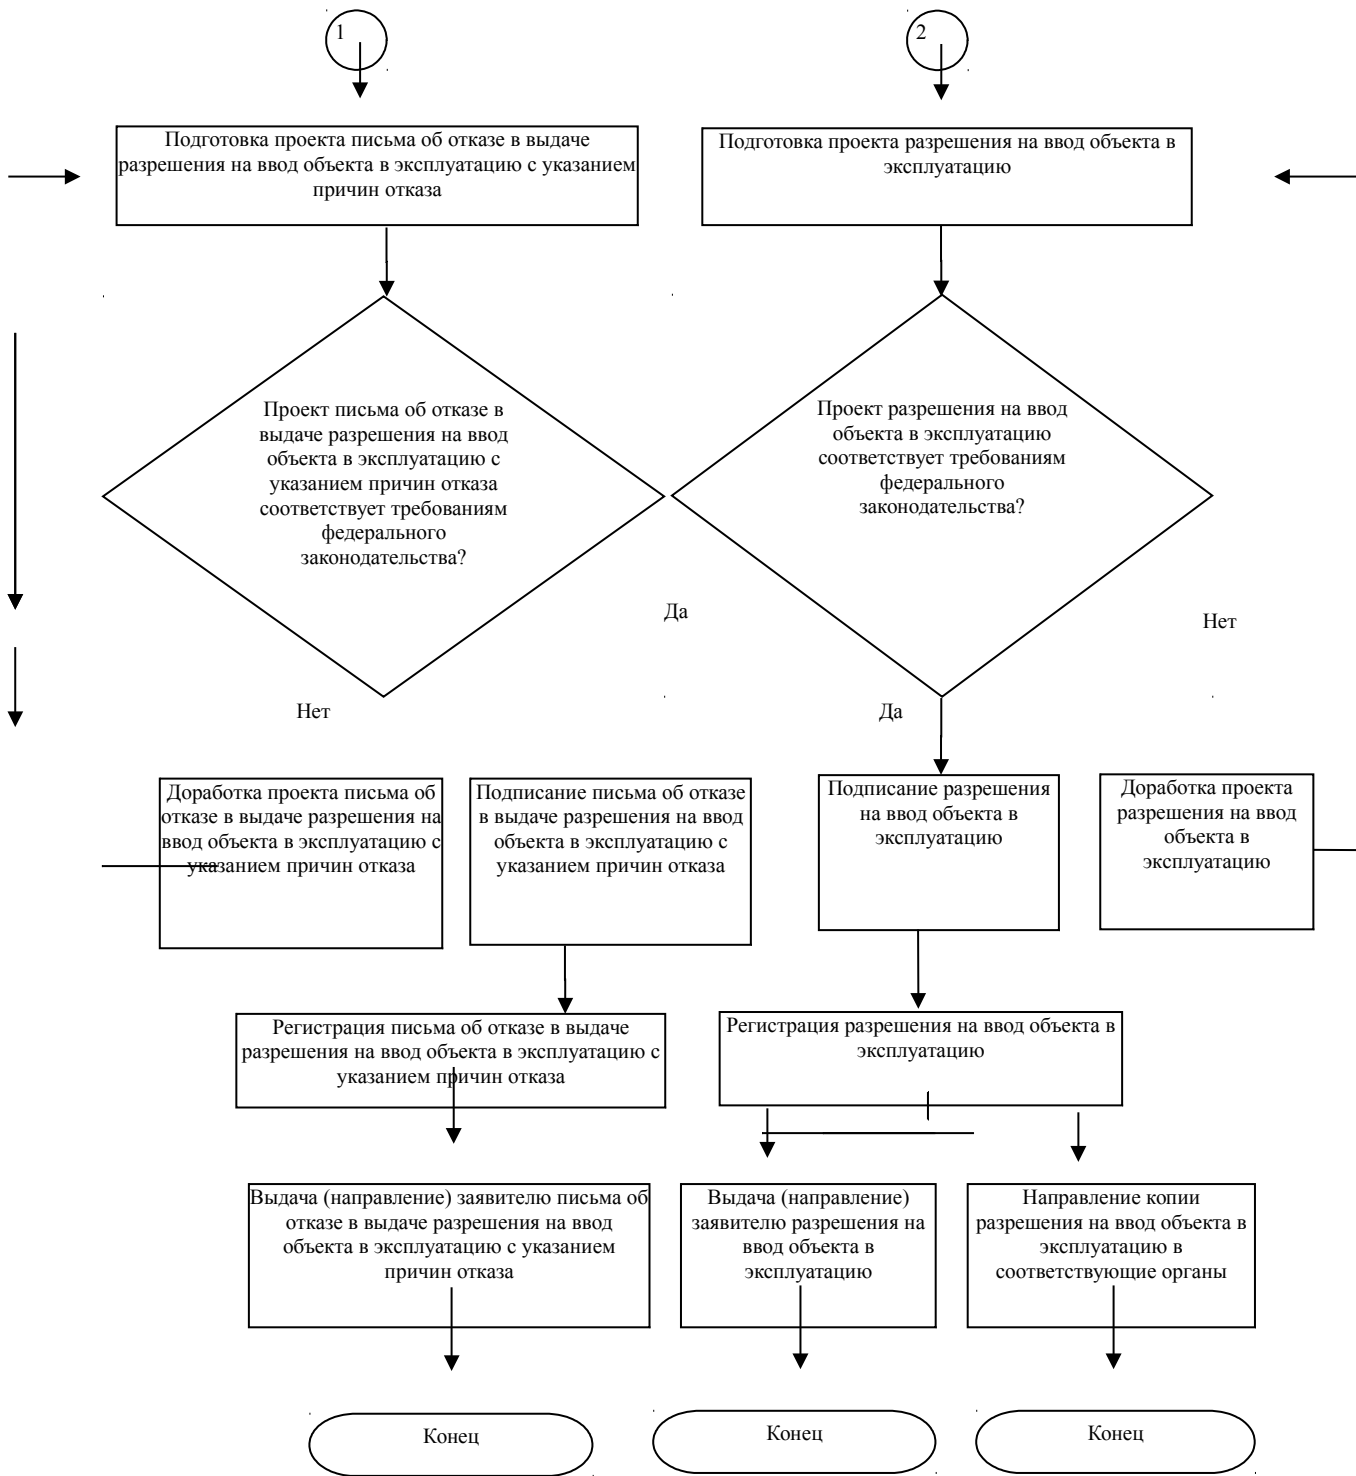 1
2
Подготовка проекта письма об отказе в выдаче
разрешения на ввод объекта в эксплуатацию с указанием
причин отказа
Подготовка проекта разрешения на ввод объекта в
эксплуатацию
Проект письма об отказе в
выдаче разрешения на ввод
объекта в эксплуатацию с
указанием причин отказа
соответствует требованиям
федерального
законодательства?
Проект разрешения на ввод
объекта в эксплуатацию
соответствует требованиям
федерального
законодательства?
Да
Нет
Нет
Да
Доработка проекта письма об
отказе в выдаче разрешения на
ввод объекта в эксплуатацию с
указанием причин отказа
Подписание письма об отказе
в выдаче разрешения на ввод
объекта в эксплуатацию с
указанием причин отказа
Подписание разрешения
на ввод объекта в
эксплуатацию
Доработка проекта
разрешения на ввод
объекта в
эксплуатацию
Регистрация письма об отказе в выдаче
разрешения на ввод объекта в эксплуатацию с
указанием причин отказа
Регистрация разрешения на ввод объекта в
эксплуатацию
Выдача (направление) заявителю письма об
отказе в выдаче разрешения на ввод
объекта в эксплуатацию с указанием
причин отказа
Выдача (направление)
заявителю разрешения на
ввод объекта в
эксплуатацию
Направление копии
разрешения на ввод объекта в
эксплуатацию в
соответствующие органы
Конец
Конец
Конец